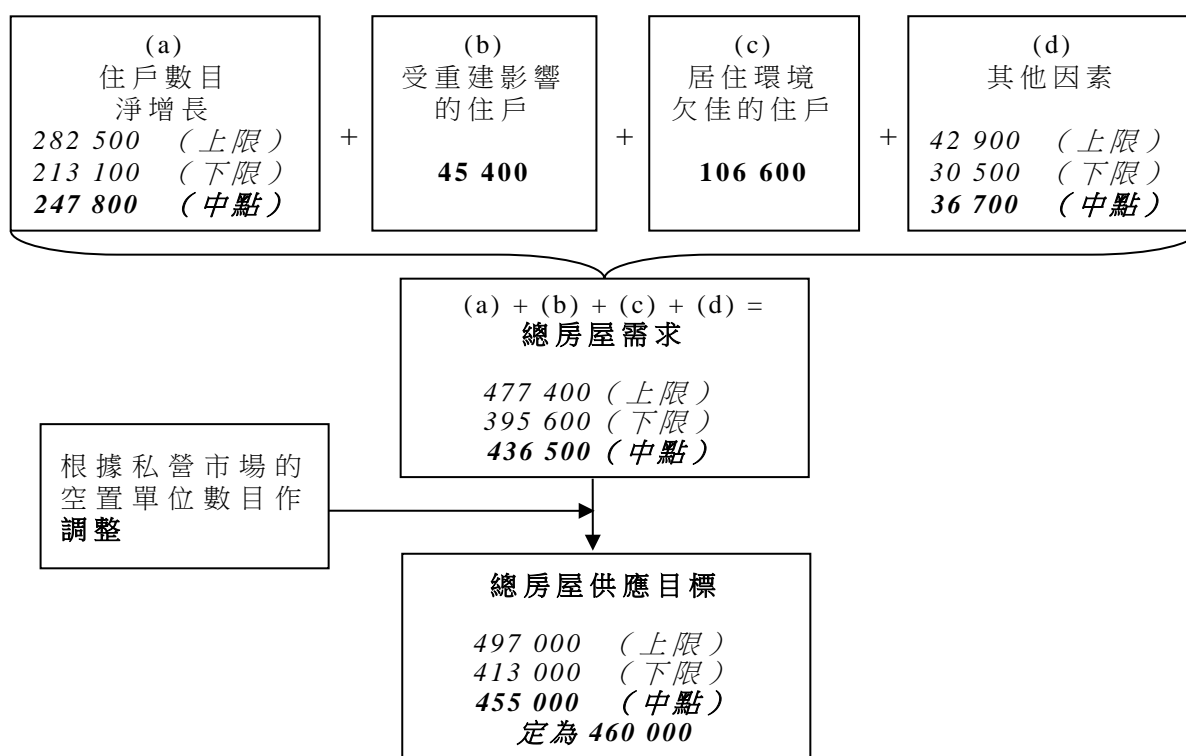 (a)
住戶數目
淨增長
282 500 （上限）
213 100 （下限）
247 800 （中點）
+
(b)
受重建影響
的住戶
45 400
+
(c)
居住環境
欠佳的住戶
106 600
+
(d)
其他因素
42 900 （上限）
30 500 （下限）
36 700 （中點）
(a) + (b) + (c) + (d) =
總房屋需求
477 400（上限）
395 600（下限）
436 500（中點）
根據私營市場的
空置單位數目作
調整
總房屋供應目標
497 000 （上限）
413 000 （下限）
455 000 （中點）
定為 460 000